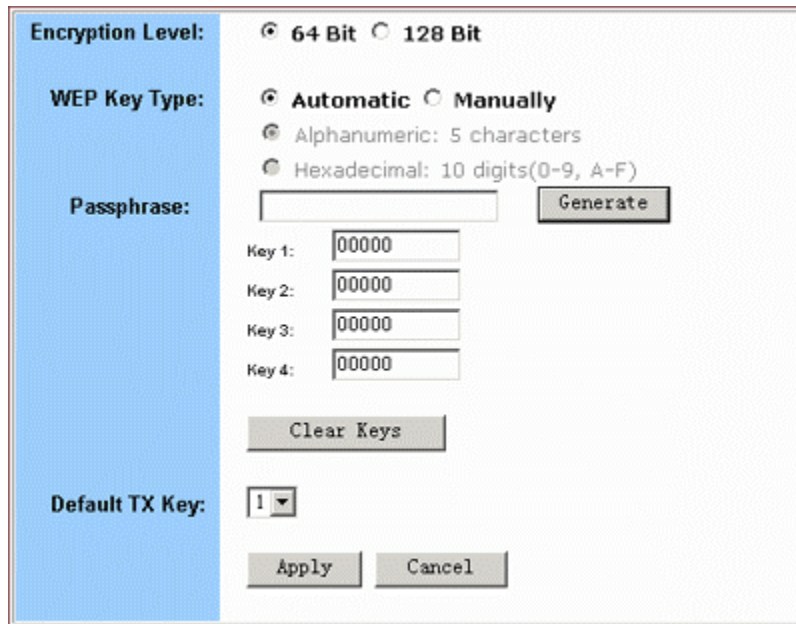 Encryption Level: 64 Bit 128 Bit
WEP Key Type: Automatic Manually
Alphanumeric: 5 characters
Hexadecimal: 10 digits(0-9, A-F)
Passphrase: Generate
Key 1: 00000
Key 2: 00000
Key 3: 00000
Key 4: 00000
Clear Keys
Default TX Key: 1
Apply Cancel